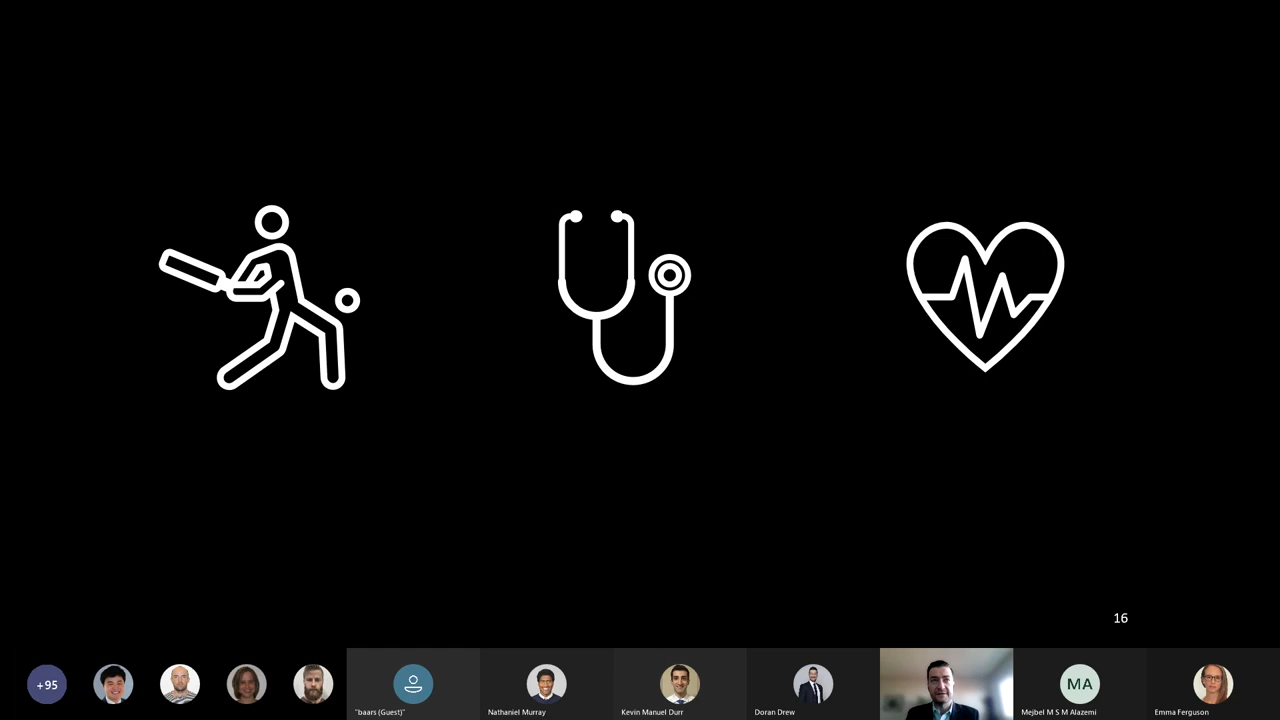 16
+95
"baars (Guest)"
Nathaniel Murray
Kevin Manuel Durr
Doran Drew
MA
Mejbel M S M Alazemi
Emma Ferguson